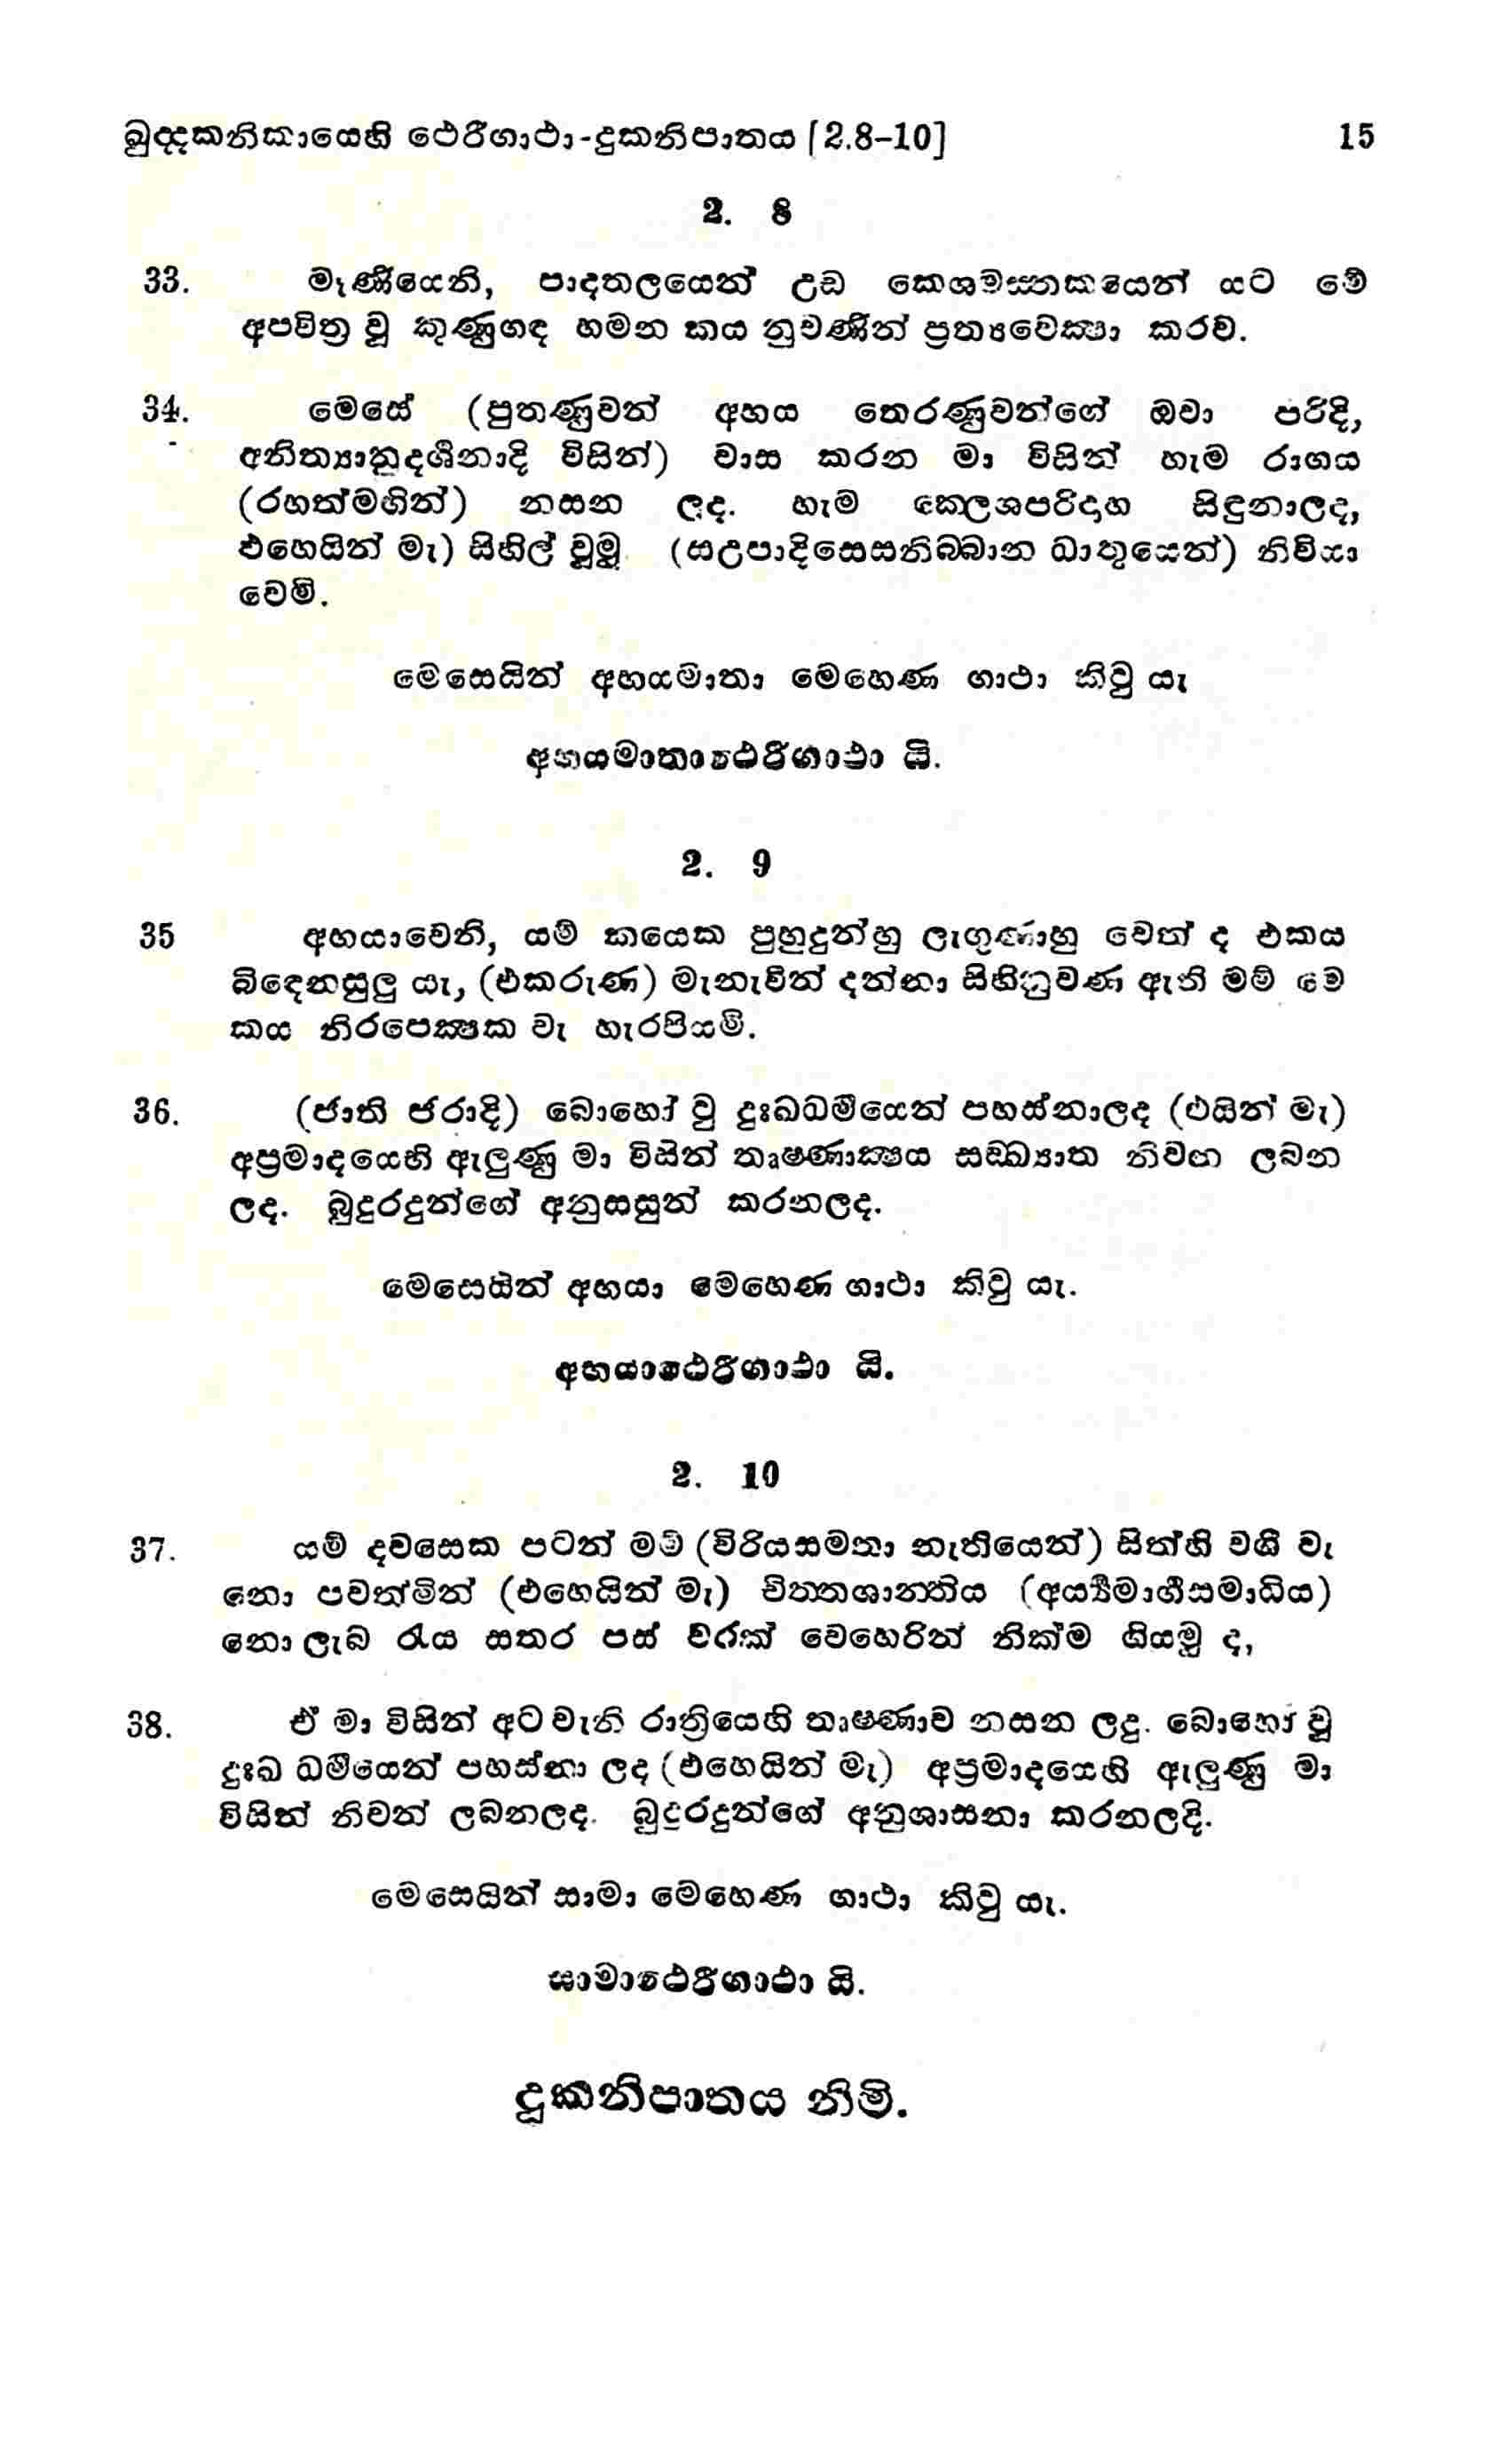 ඛුද්දකනිකායෙහි ථෙරීගාථා-දුකනිපාතය [2.8–10] 15
2. 8
33. මෑණියෙනි, පාදතලයෙන් උඩ කෙශමස්තකයෙන් යට මේ
අපවිත්‍ර වූ කුණුගඳ හමන කය නුවණින් ප්‍රත්‍යවෙක්‍ෂා කරව.
34. මෙසේ (පුතණුවන් අභය තෙරණුවන්ගේ ඔවා පරිදි,
අනිත්‍යානුදර්‍ශනාදි විසින්) වාස කරන මා විසින් හැම රාගය
(රහත්මගින්) නසන ලද. හැම ක්ලෙශපරිදාහ සිඳුනාලද,
එහෙයින් මැ) සිහිල් වූමූ (සඋපාදිසෙසනිබ්බාන ධාතුයෙන්) නිවියා
වෙමි.
මෙසෙයින් අභයමාතා මෙහෙණ ගාථා කිවු යැ
අභයමාතාථෙරීගාථා යි.
2. 9
35 අභයාවෙනි, යම් කයෙක පුහුදුන්හු ලැගුණාහු වෙත් ද එකය
බිඳෙනසුලු යැ, (එකරුණ) මැනැවින් දන්නා සිහිනුවණ ඇති මම් මෙ
කය නිරපෙක්‍ෂක වැ හැරපියමි.
36. (ජාති ජරාදි) බොහෝ වු දුඃඛධර්‍මයෙන් පහස්නාලද (එයින් මැ)
අප්‍රමාදයෙහි ඇලුණු මා විසින් තෘෂ්ණාක්‍ෂය සඞ්ඛ්‍යාත නිවන ලබන
ලද. බුදුරදුන්ගේ අනුසසුන් කරනලද.
මෙසෙයින් අභයා මෙහෙණ ගාථා කිවු යැ.
අභයාථෙරීගාථා යි.
2. 10
37. යම් දවසෙක පටන් මම් (විරියසමතා නැතියෙන්) සිත්හි වශී වැ
නො පවත්මින් (එහෙයින් මැ) චිත්තශාන්තිය (අර්‍ය්‍යමාර්‍ගසමාධිය)
නො ලැබ රැය සතර පස් වරක් වෙහෙරින් නික්ම ගියමූ ද,
38. ඒ මා විසින් අටවැනි රාත්‍රියෙහි තෘෂ්ණාව නසන ලදු. බොහෝ වූ
දුඃඛ ධර්‍මයෙන් පහස්නා ලද (එහෙයින් මැ) අප්‍රමාදයෙහි ඇලුණු මා
විසින් නිවන් ලබනලද. බුදුරදුන්ගේ අනුශාසනා කරනලදි.
මෙසෙයින් සාමා මෙහෙණ ගාථා කිවු යැ.
සාමාථෙරීගාථා යි.
දුකනිපාතය නිමි.